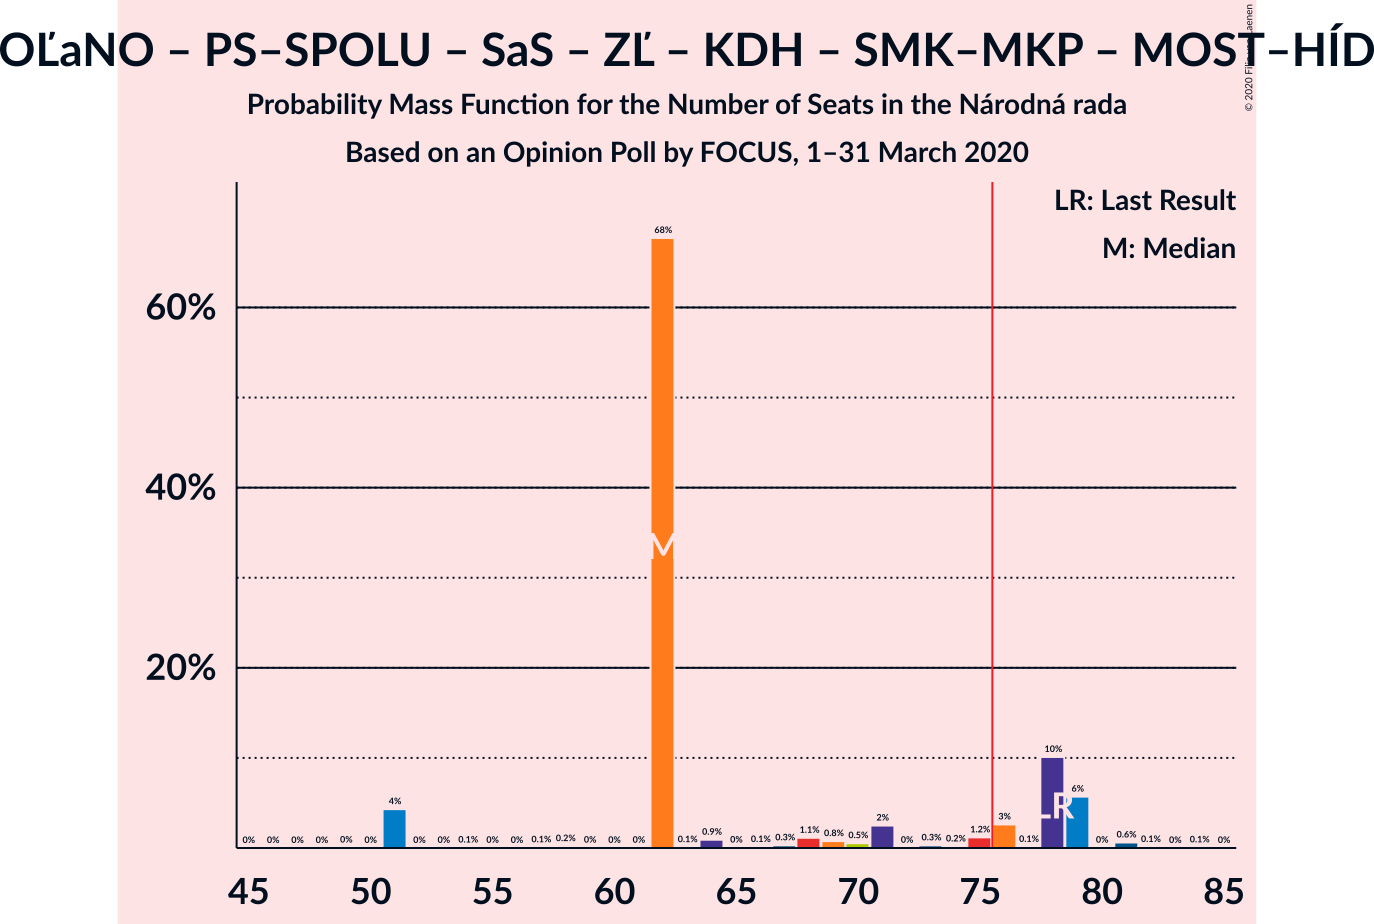 OĽaNO – PS–SPOLU – SaS – ZĽ – KDH – SMK–MKP – MOST–HÍD
Probability Mass Function for the Number of Seats in the Národná rada
Based on an Opinion Poll by FOCUS, 1–31 March 2020
© 2020 Filip van Laenen
LR: Last Result
M: Median
60%
40%
20%
0% 0% 0% 0% 0% 0% 4% 0% 0% 0.1% 0% 0% 0.1% 0.2% 0% 0% 0% 68% 0.1% 0.9% 0% 0.1% 0.3% 1.1% 0.8% 0.5% 2% 0% 0.3% 0.2% 1.2% 3% 0.1% 10% 6% 0% 0.6% 0.1% 0% 0.1% 0%
M
LR
45 50 55 60 65 70 75 80 85